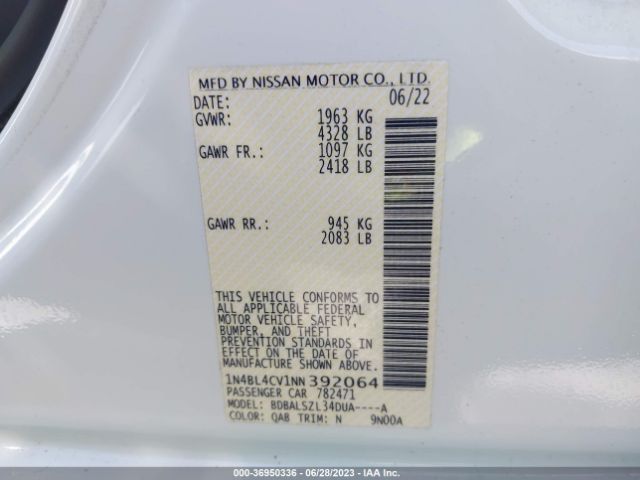 MFD BY NISSAN MOTOR CO., LTD.
DATE: 06/22
GVWR: 1963 KG
4328 LB
GAWR FR.: 1097 KG
2418 LB
GAWR RR.: 945 KG
2083 LB
THIS VEHICLE CONFORMS TO
ALL APPLICABLE FEDERAL
MOTOR VEHICLE SAFETY,
BUMPER, AND THEFT
PREVENTION STANDARDS IN
EFFECT ON THE DATE OF
MANUFACTURE SHOWN ABOVE.
1N4BL4CV1NN392064
PASSENGER CAR 782471
MODEL: BDBALSZL34DUA----A
COLOR: QAB TRIM: N 9N00A
000-36950336 - 06/28/2023 - IAA Inc.